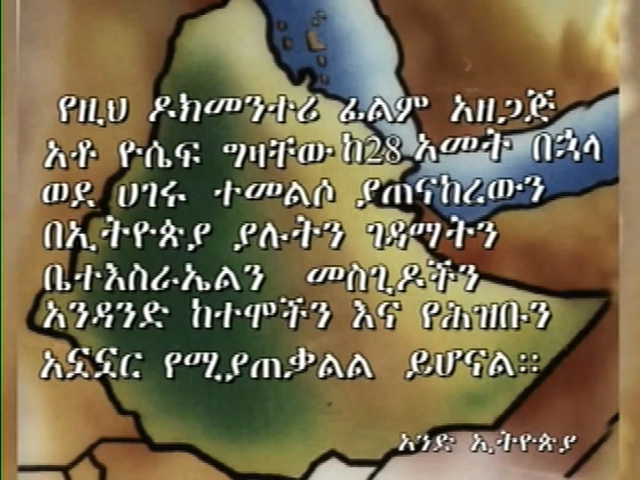 የዚህ ዶክመንተሪ ፊልም አዘጋጅ
አቶ ዮሴፍ ግዛቸው ከ28 አመት በኋላ
ወደ ሀገሩ ተመልሶ ያጠናከረውን
በኢትዮጵያ ያሉትን ገዳማትን
ቤተእስራኤልን መስጊዶችን
አንዳንድ ከተሞችን እና የሕዝቡን
አኗኗር የሚያጠቃልል ይሆናል።
አንድ ኢትዮጵያ